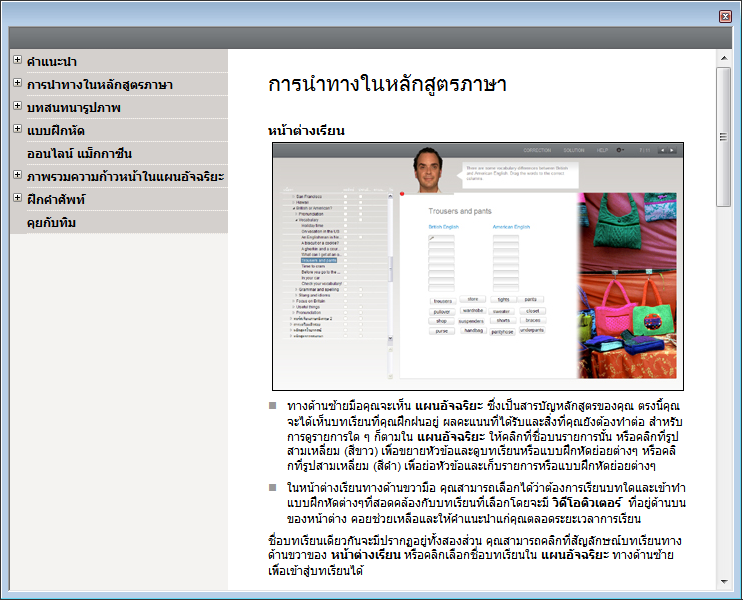 คำแนะนำ
การนำทางในหลักสูตรภาษา
บทสนทนารูปภาพ
แบบฝึกหัด
ออนไลน์ แม็กกาซีน
ภาพรวมความก้าวหน้าในแผนอัจฉริยะ
ฝึกคำศัพท์
คุยกับทิม
การนำทางในหลักสูตรภาษา
หน้าต่างเรียน
CORRECTION SOLUTION HELP
There are some vocabulary differences between British
and American English. Drag the words to the correct
columns.
San Francisco
Hawaii
British or American?
Pronunciation
Vocabulary
Holiday time
On vacation in the US
A biscuit or a cookie?
Trousers and pants
Time to learn
Before you go to the ...
In your car
Check your vocabulary!
Grammar and spelling
Slang and idioms
Focus on Britain
Useful things
Pronunciation
Trousers and pants
British English American English
trousers store tights pants
pullover wardrobe sweater closet
shop suspenders shorts braces
purse handbag pantyhose underpants
ทางด้านซ้ายมือคุณจะเห็น แผนอัจฉริยะ ซึ่งเป็นสารบัญหลักสูตรของคุณ ตรงนี้คุณ
จะได้เห็นบทเรียนที่คุณฝึกฝนอยู่ ผลคะแนนที่ได้รับและสิ่งที่คุณยังต้องทำต่อ สำหรับ
การดูรายการใด ๆ ก็ตามใน แผนอัจฉริยะ ให้คลิกที่ชื่อบนรายการนั้น หรือคลิกที่รูป
สามเหลี่ยม (สีขาว) เพื่อขยายหัวข้อและดูบทเรียนหรือแบบฝึกหัดย่อยต่างๆ หรือคลิ
กที่รูปสามเหลี่ยม (สีดำ) เพื่อย่อหัวข้อและเก็บรายการหรือแบบฝึกหัดย่อยต่างๆ
ในหน้าต่างเรียนทางด้านขวามือ คุณสามารถเลือกได้ว่าต้องการเรียนบทใดและเข้าทำ
แบบฝึกหัดต่างๆที่สอดคล้องกับบทเรียนที่เลือกโดยจะมี วิดีโอติวเตอร์ ที่อยู่ด้านบน
ของหน้าต่าง คอยช่วยเหลือและให้คำแนะนำแก่คุณตลอดระยะเวลาการเรียน
ชื่อบทเรียนเดียวกันจะมีปรากฏอยู่ทั้งสองส่วน คุณสามารถคลิกที่สัญลักษณ์บทเรียนทาง
ด้านขวาของ หน้าต่างเรียน หรือคลิกเลือกชื่อบทเรียนใน แผนอัจฉริยะ ทางด้านซ้าย
เพื่อเข้าสู่บทเรียนได้